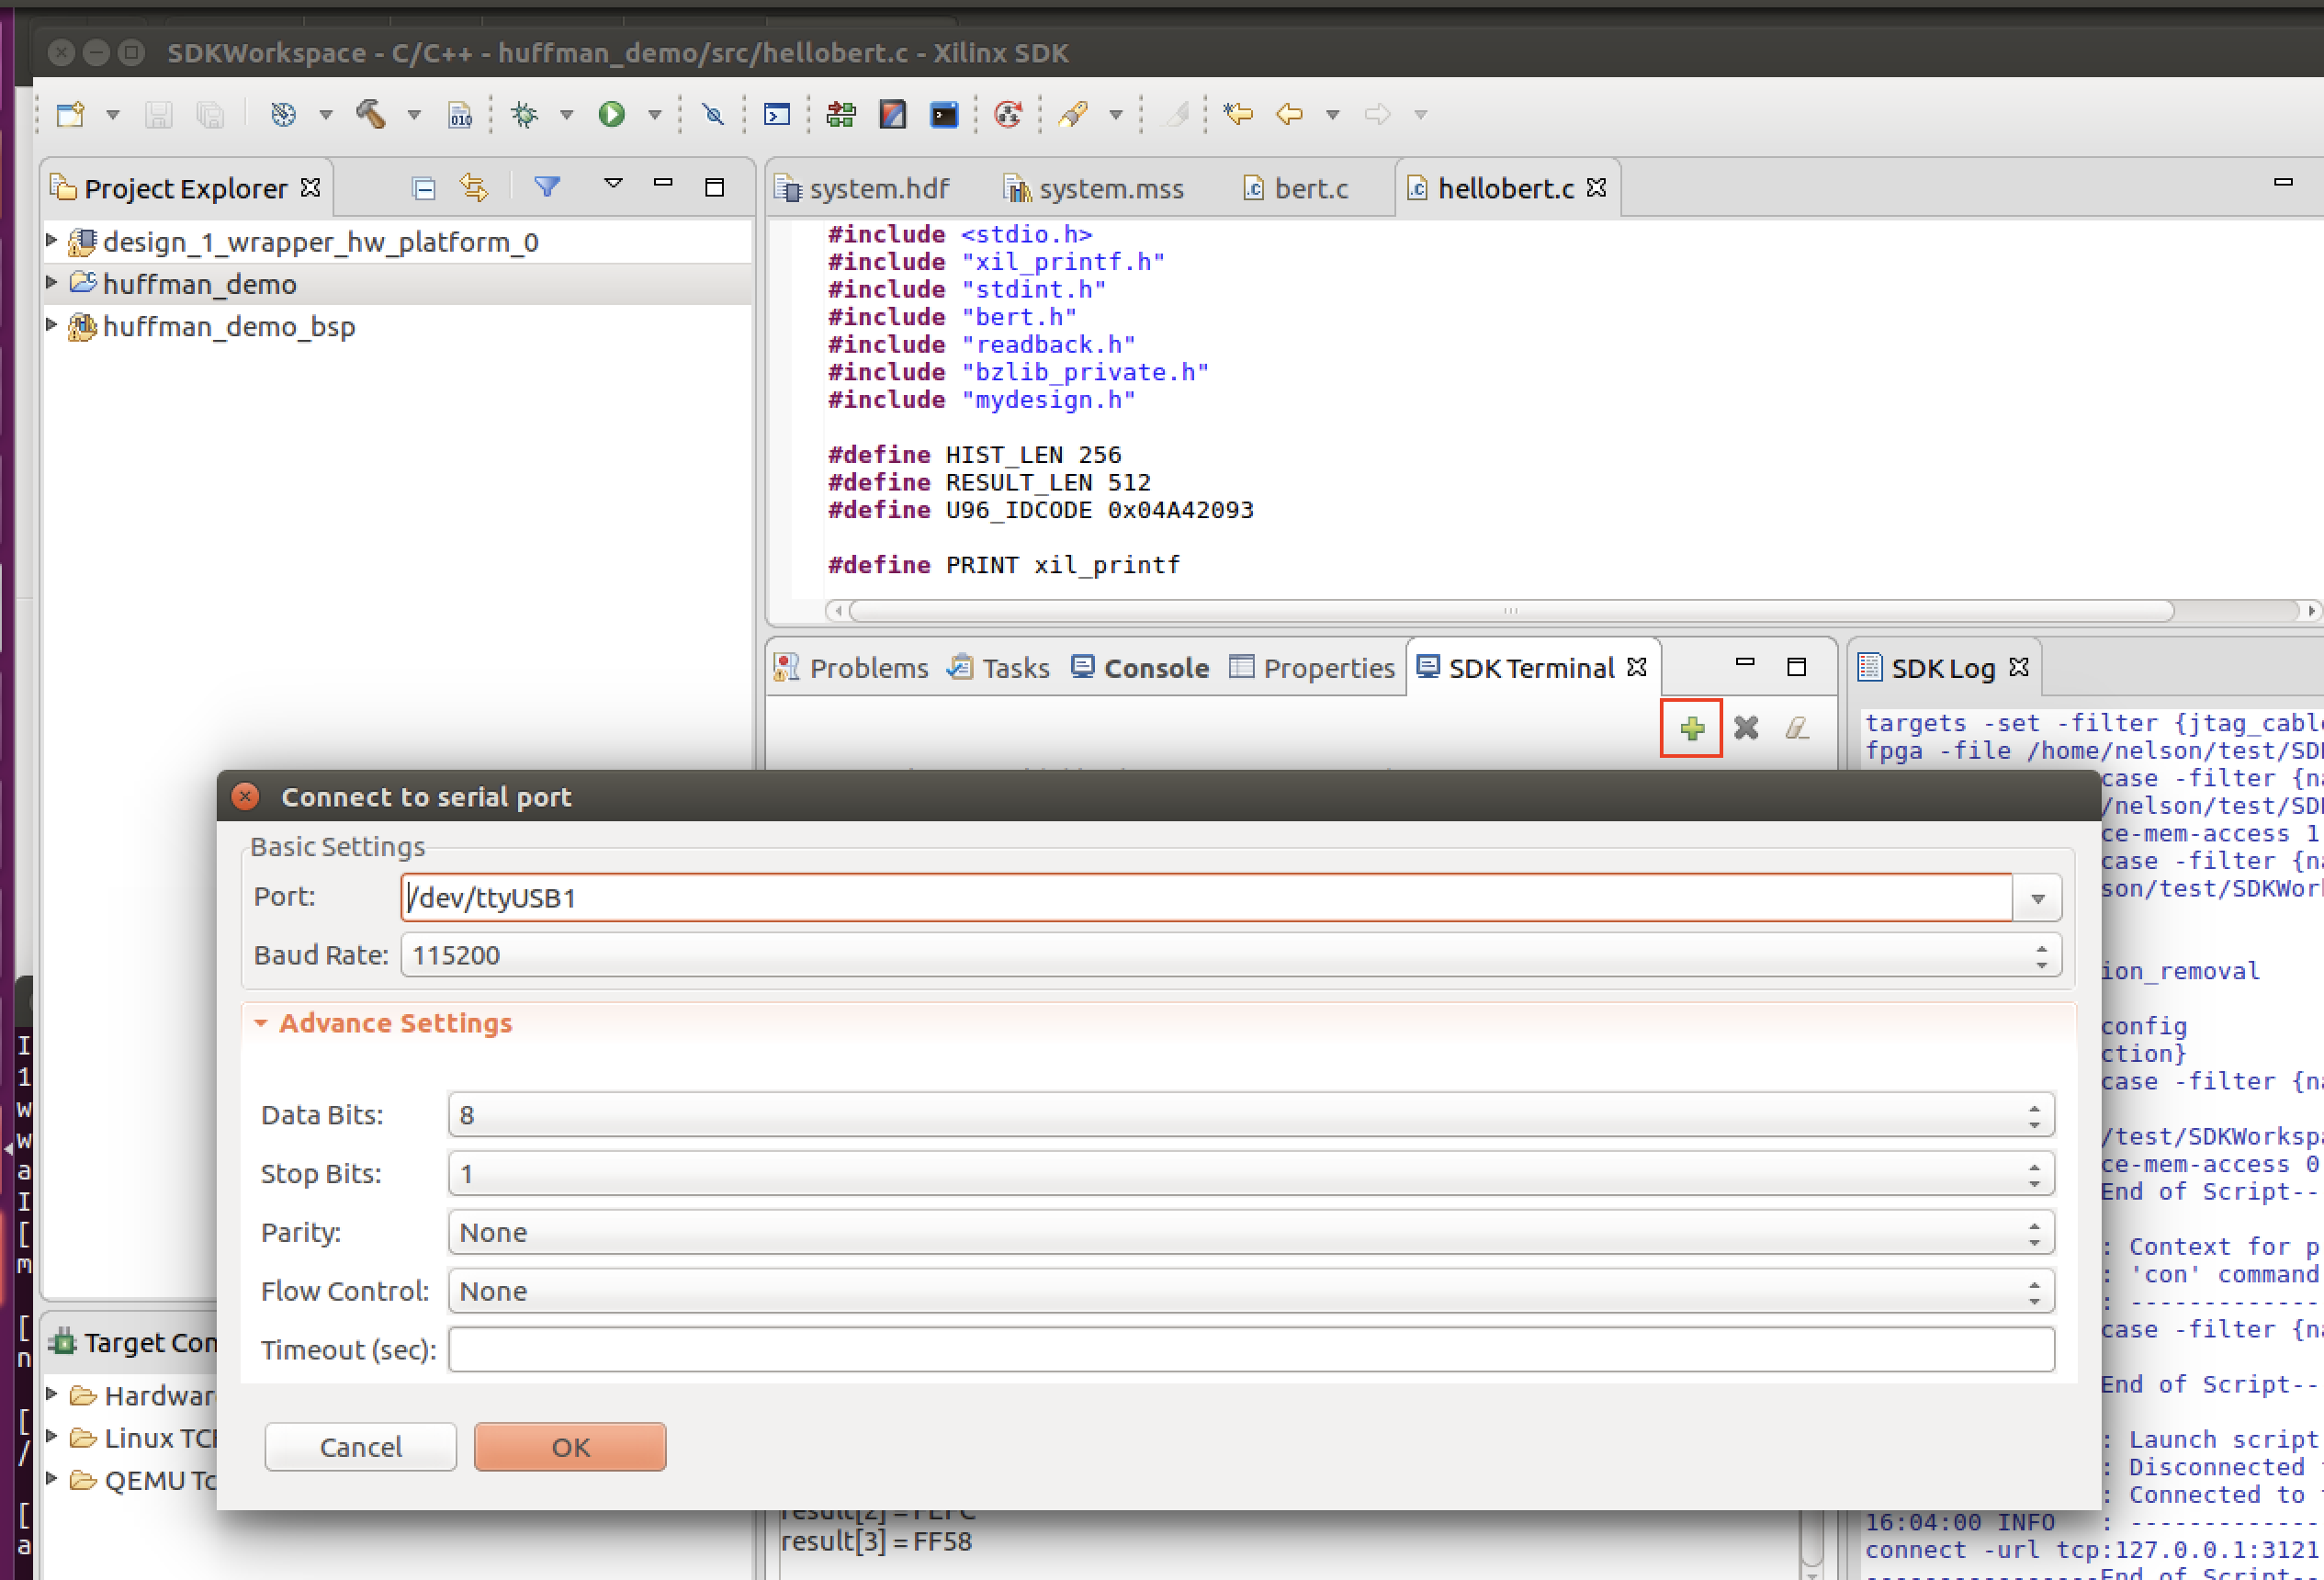 SDKWorkspace - C/C++ - huffman_demo/src/hellobert.c - Xilinx SDK
010
Project Explorer
design_1_wrapper_hw_platform_0
huffman_demo
huffman_demo_bsp
system.hdf
system.mss
bert.c
hellobert.c
#include <stdio.h>
#include "xil_printf.h"
#include "stdint.h"
#include "bert.h"
#include "readback.h"
#include "bzlib_private.h"
#include "mydesign.h"
#define HIST_LEN 256
#define RESULT_LEN 512
#define U96_IDCODE 0x04A42093
#define PRINT xil_printf
Problems
Tasks
Console
Properties
SDK Terminal
SDK Log
targets -set -filter {jtag_cabl
fpga -file /home/nelson/test/SD
case -filter {n
/nelson/test/SD
ce-mem-access 1
case -filter {n
son/test/SDKWor
ion_removal
config
ction}
case -filter {n
/test/SDKWorksp
ce-mem-access 0
End of Script--
: Context for p
: 'con' command
: -------------
case -filter {n
End of Script--
: Launch script
: Disconnected
: Connected to
16:04:00 INFO : -------------
connect -url tcp:127.0.0.1:3121
----------------End of Script--
Connect to serial port
Basic Settings
Port: /dev/ttyUSB1
Baud Rate: 115200
Advance Settings
Data Bits: 8
Stop Bits: 1
Parity: None
Flow Control: None
Timeout (sec):
Cancel
OK
Target Con
Hardwar
Linux TCF
QEMU Tc
result[2] = FEFC
result[3] = FF58
I
1
w
w
a
I
[
m
[
n
[
/
[
a